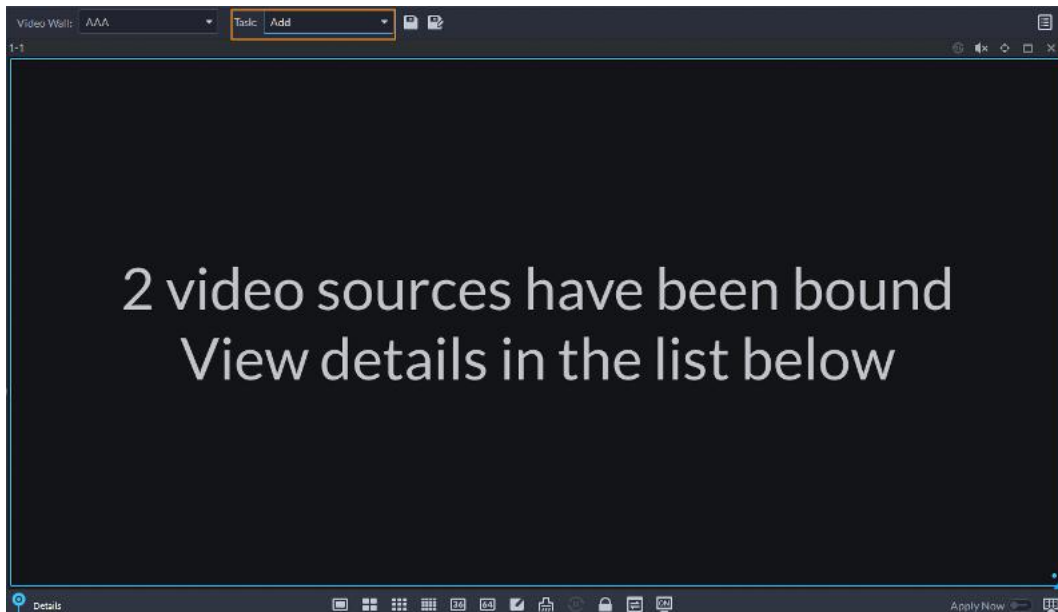 Video Wall: AAA Task: Add
1-1
2 video sources have been bound
View details in the list below
Details 36 64 ON Apply Now